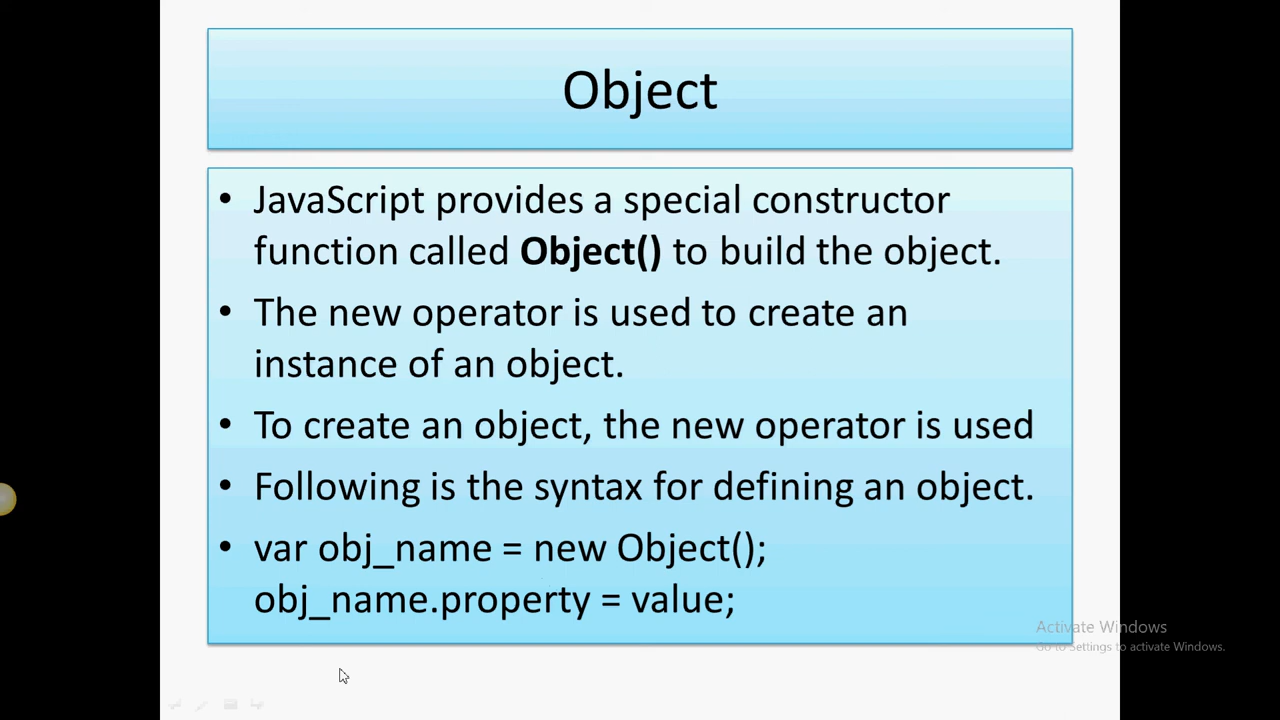 Object
• JavaScript provides a special constructor
function called Object() to build the object.
• The new operator is used to create an
instance of an object.
• To create an object, the new operator is used
• Following is the syntax for defining an object.
• var obj_name = new Object();
obj_name.property = value;
Activate Windows
Go to Settings to activate Windows.